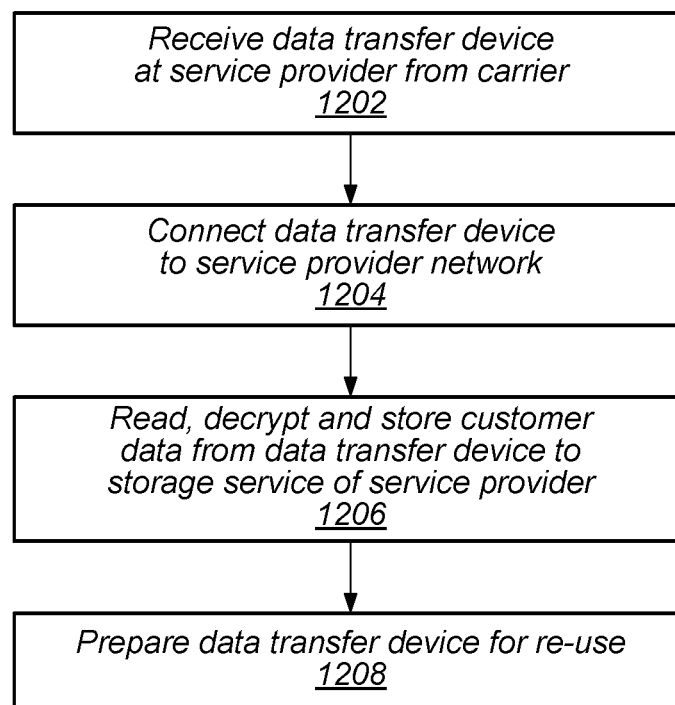 Receive data transfer device
at service provider from carrier
1202
Connect data transfer device
to service provider network
1204
Read, decrypt and store customer
data from data transfer device to
storage service of service provider
1206
Prepare data transfer device for re-use
1208